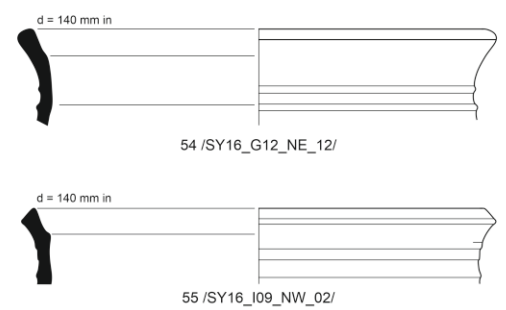 d = 140 mm in
54 /SY16_G12_NE_12/
d = 140 mm in
55 /SY16_I09_NW_02/